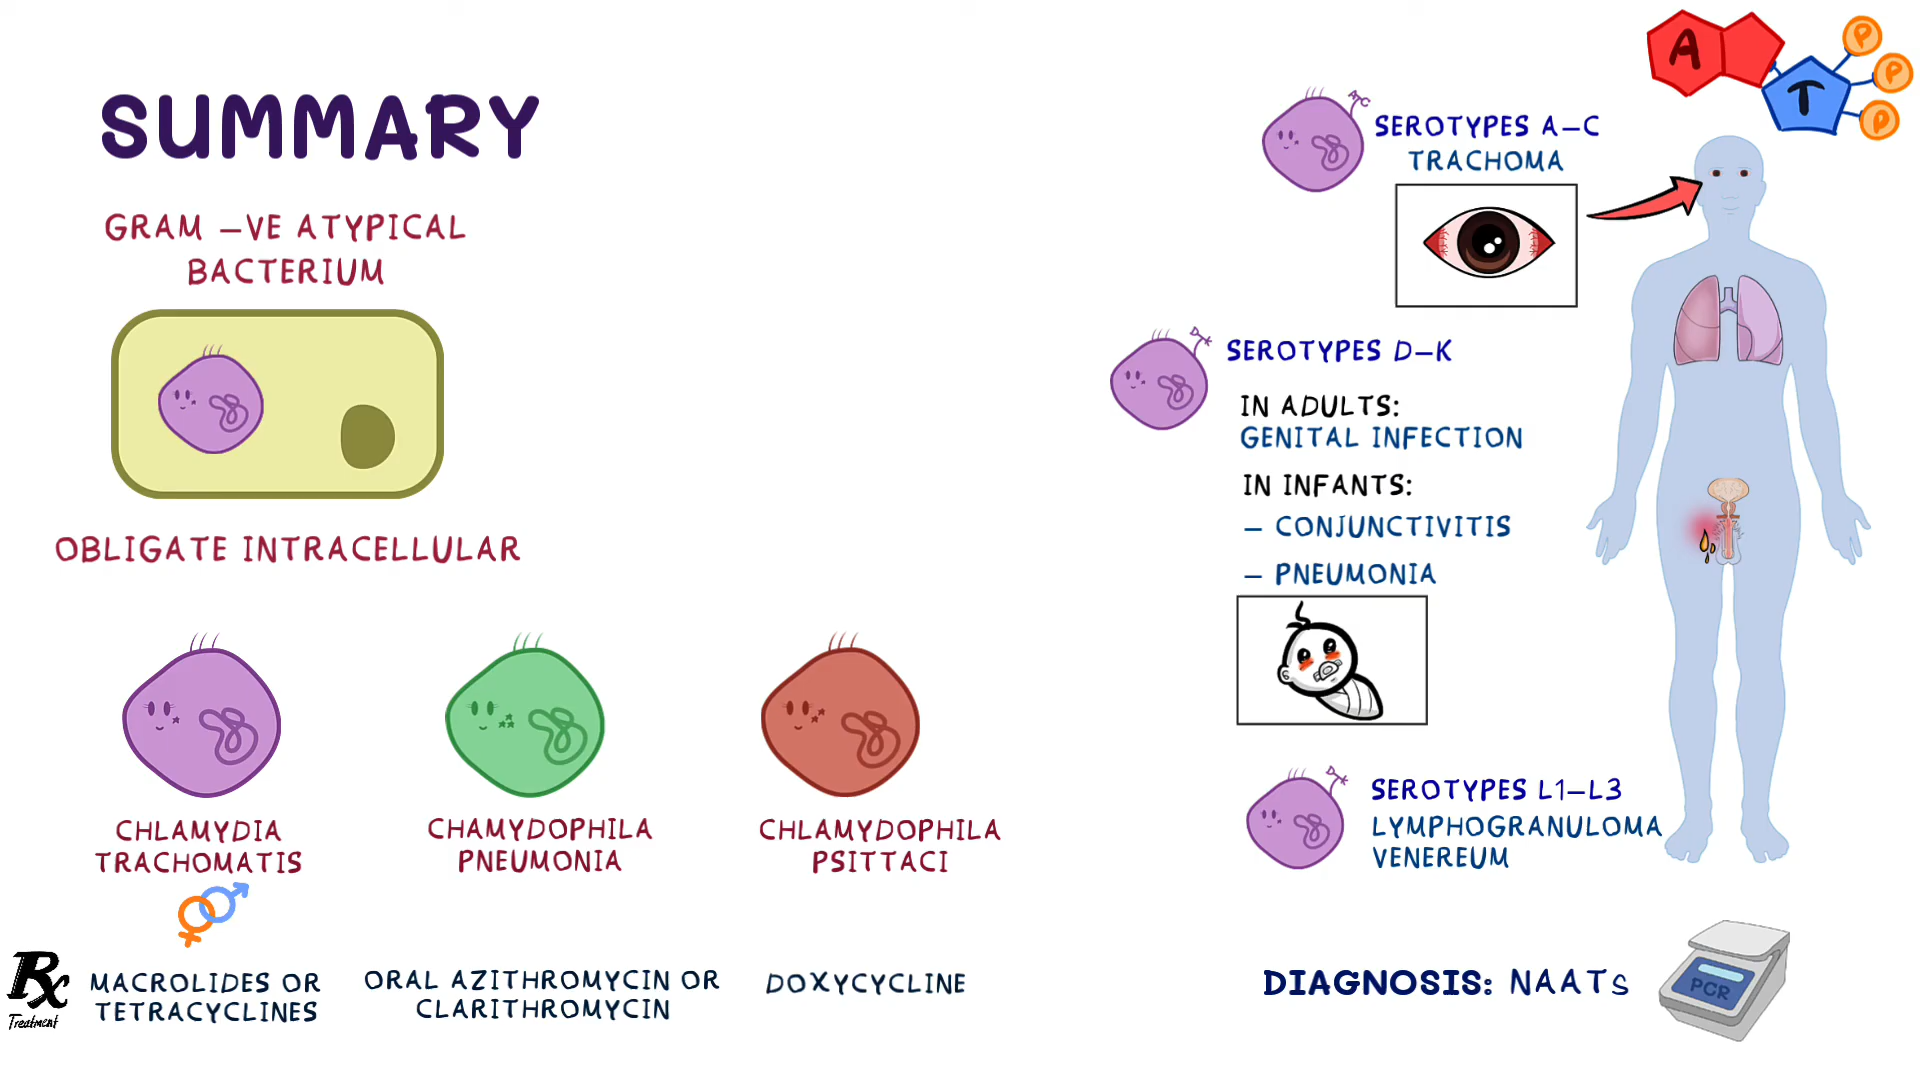 SUMMARY
GRAM –VE ATYPICAL
BACTERIUM
OBLIGATE INTRACELLULAR
CHLAMYDIA
TRACHOMATIS
CHAMYDOPHILA
PNEUMONIA
CHLAMYDOPHILA
PSITTACI
Rx
Treatment
MACROLIDES OR
TETRACYCLINES
ORAL AZITHROMYCIN OR
CLARITHROMYCIN
DOXYCYCLINE
A
T
P
P
P
A-C
SEROTYPES A–C
TRACHOMA
D-K
SEROTYPES D–K
IN ADULTS:
GENITAL INFECTION
IN INFANTS:
– CONJUNCTIVITIS
– PNEUMONIA
D-K
SEROTYPES L1–L3
LYMPHOGRANULOMA
VENEREUM
DIAGNOSIS: NAATs
PCR